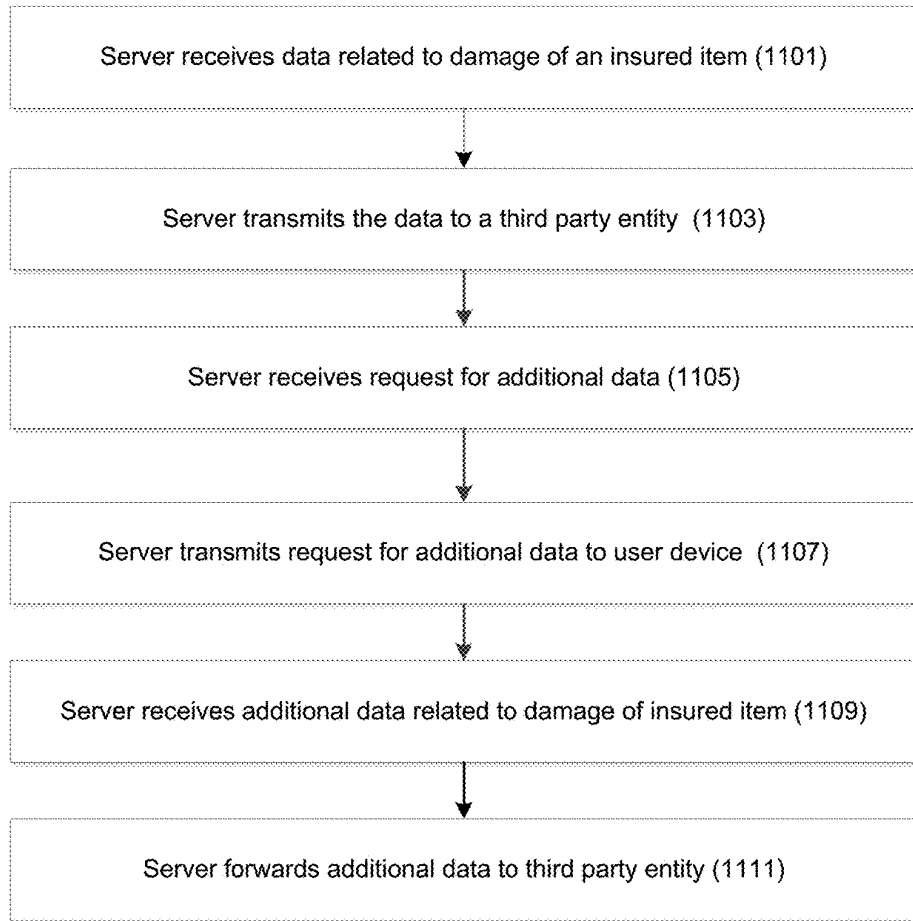 Server receives data related to damage of an insured item (1101)
Server transmits the data to a third party entity (1103)
Server receives request for additional data (1105)
Server transmits request for additional data to user device (1107)
Server receives additional data related to damage of insured item (1109)
Server forwards additional data to third party entity (1111)